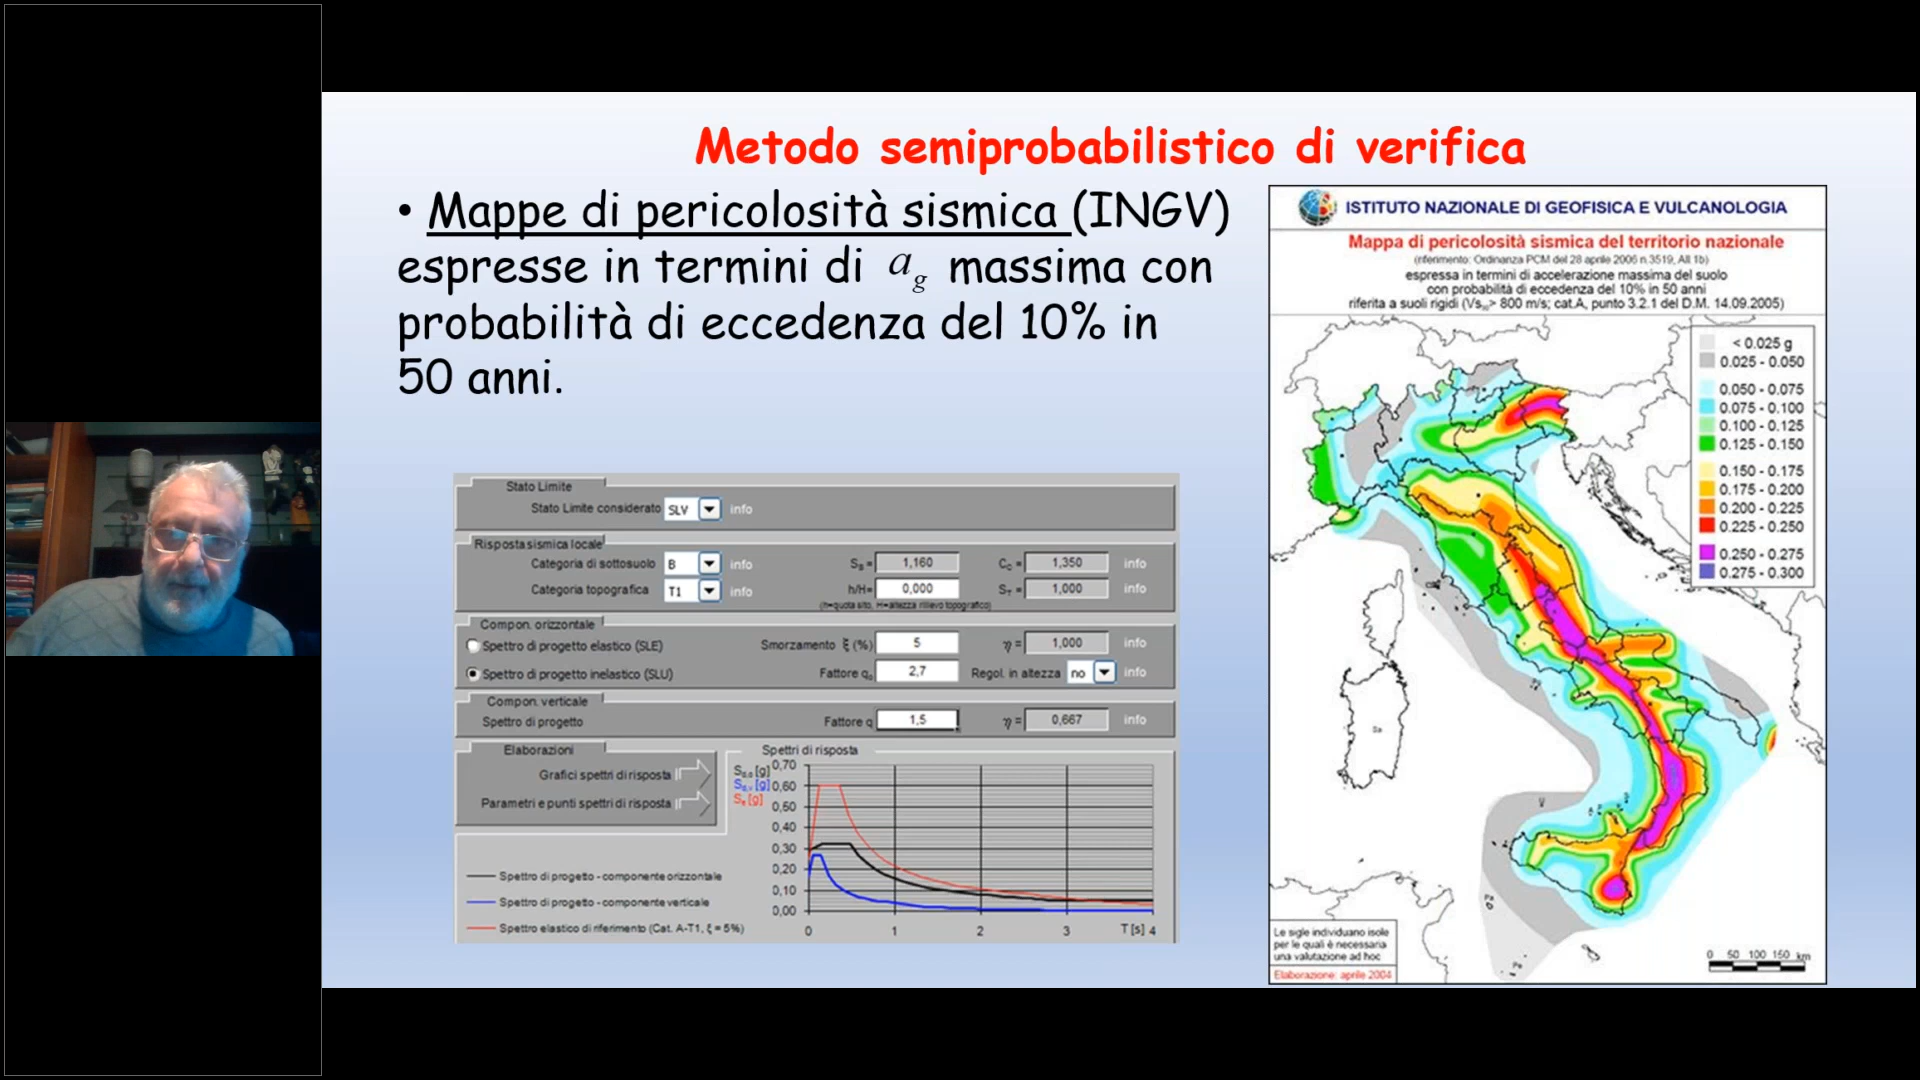 Metodo semiprobabilistico di verifica
• Mappe di pericolosità sismica (INGV)
espresse in termini di a_g massima con
probabilità di eccedenza del 10% in
50 anni.
Stato Limite
Stato Limite considerato SLV info
Risposta sismica locale
Categoria di sottosuolo B info S_S = 1,160 C_C = 1,350 info
Categoria topografica T1 info h/H= 0,000 S_T = 1,000 info
(h=quota sito, H=altezza rilievo topografico)
Compon. orizzontale
Spettro di progetto elastico (SLE) Smorzamento ξ (%) 5 η = 1,000 info
Spettro di progetto inelastico (SLU) Fattore q₀ 2,7 Regol. in altezza no info
Compon. verticale
Spettro di progetto Fattore q 1,5 η = 0,667 info
Elaborazioni
Grafici spettri di risposta
Parametri e punti spettri di risposta
Spettri di risposta
S_d,o [g]
S_d,v [g]
S_e [g]
0,70
0,60
0,50
0,40
0,30
0,20
0,10
0,00
0 1 2 3 T [s] 4
Spettro di progetto - componente orizzontale
Spettro di progetto - componente verticale
Spettro elastico di riferimento (Cat. A-T1, ξ = 5%)
ISTITUTO NAZIONALE DI GEOFISICA E VULCANOLOGIA
Mappa di pericolosità sismica del territorio nazionale
(riferimento: Ordinanza PCM del 28 aprile 2006 n.3519, All.1b)
espressa in termini di accelerazione massima del suolo
con probabilità di eccedenza del 10% in 50 anni
riferita a suoli rigidi (Vs₃₀> 800 m/s; cat.A, punto 3.2.1 del D.M. 14.09.2005)
< 0.025 g
0.025 - 0.050
0.050 - 0.075
0.075 - 0.100
0.100 - 0.125
0.125 - 0.150
0.150 - 0.175
0.175 - 0.200
0.200 - 0.225
0.225 - 0.250
0.250 - 0.275
0.275 - 0.300
Le sigle individuano isole
per le quali è necessaria
una valutazione ad hoc
Elaborazione: aprile 2004
0 50 100 150 km